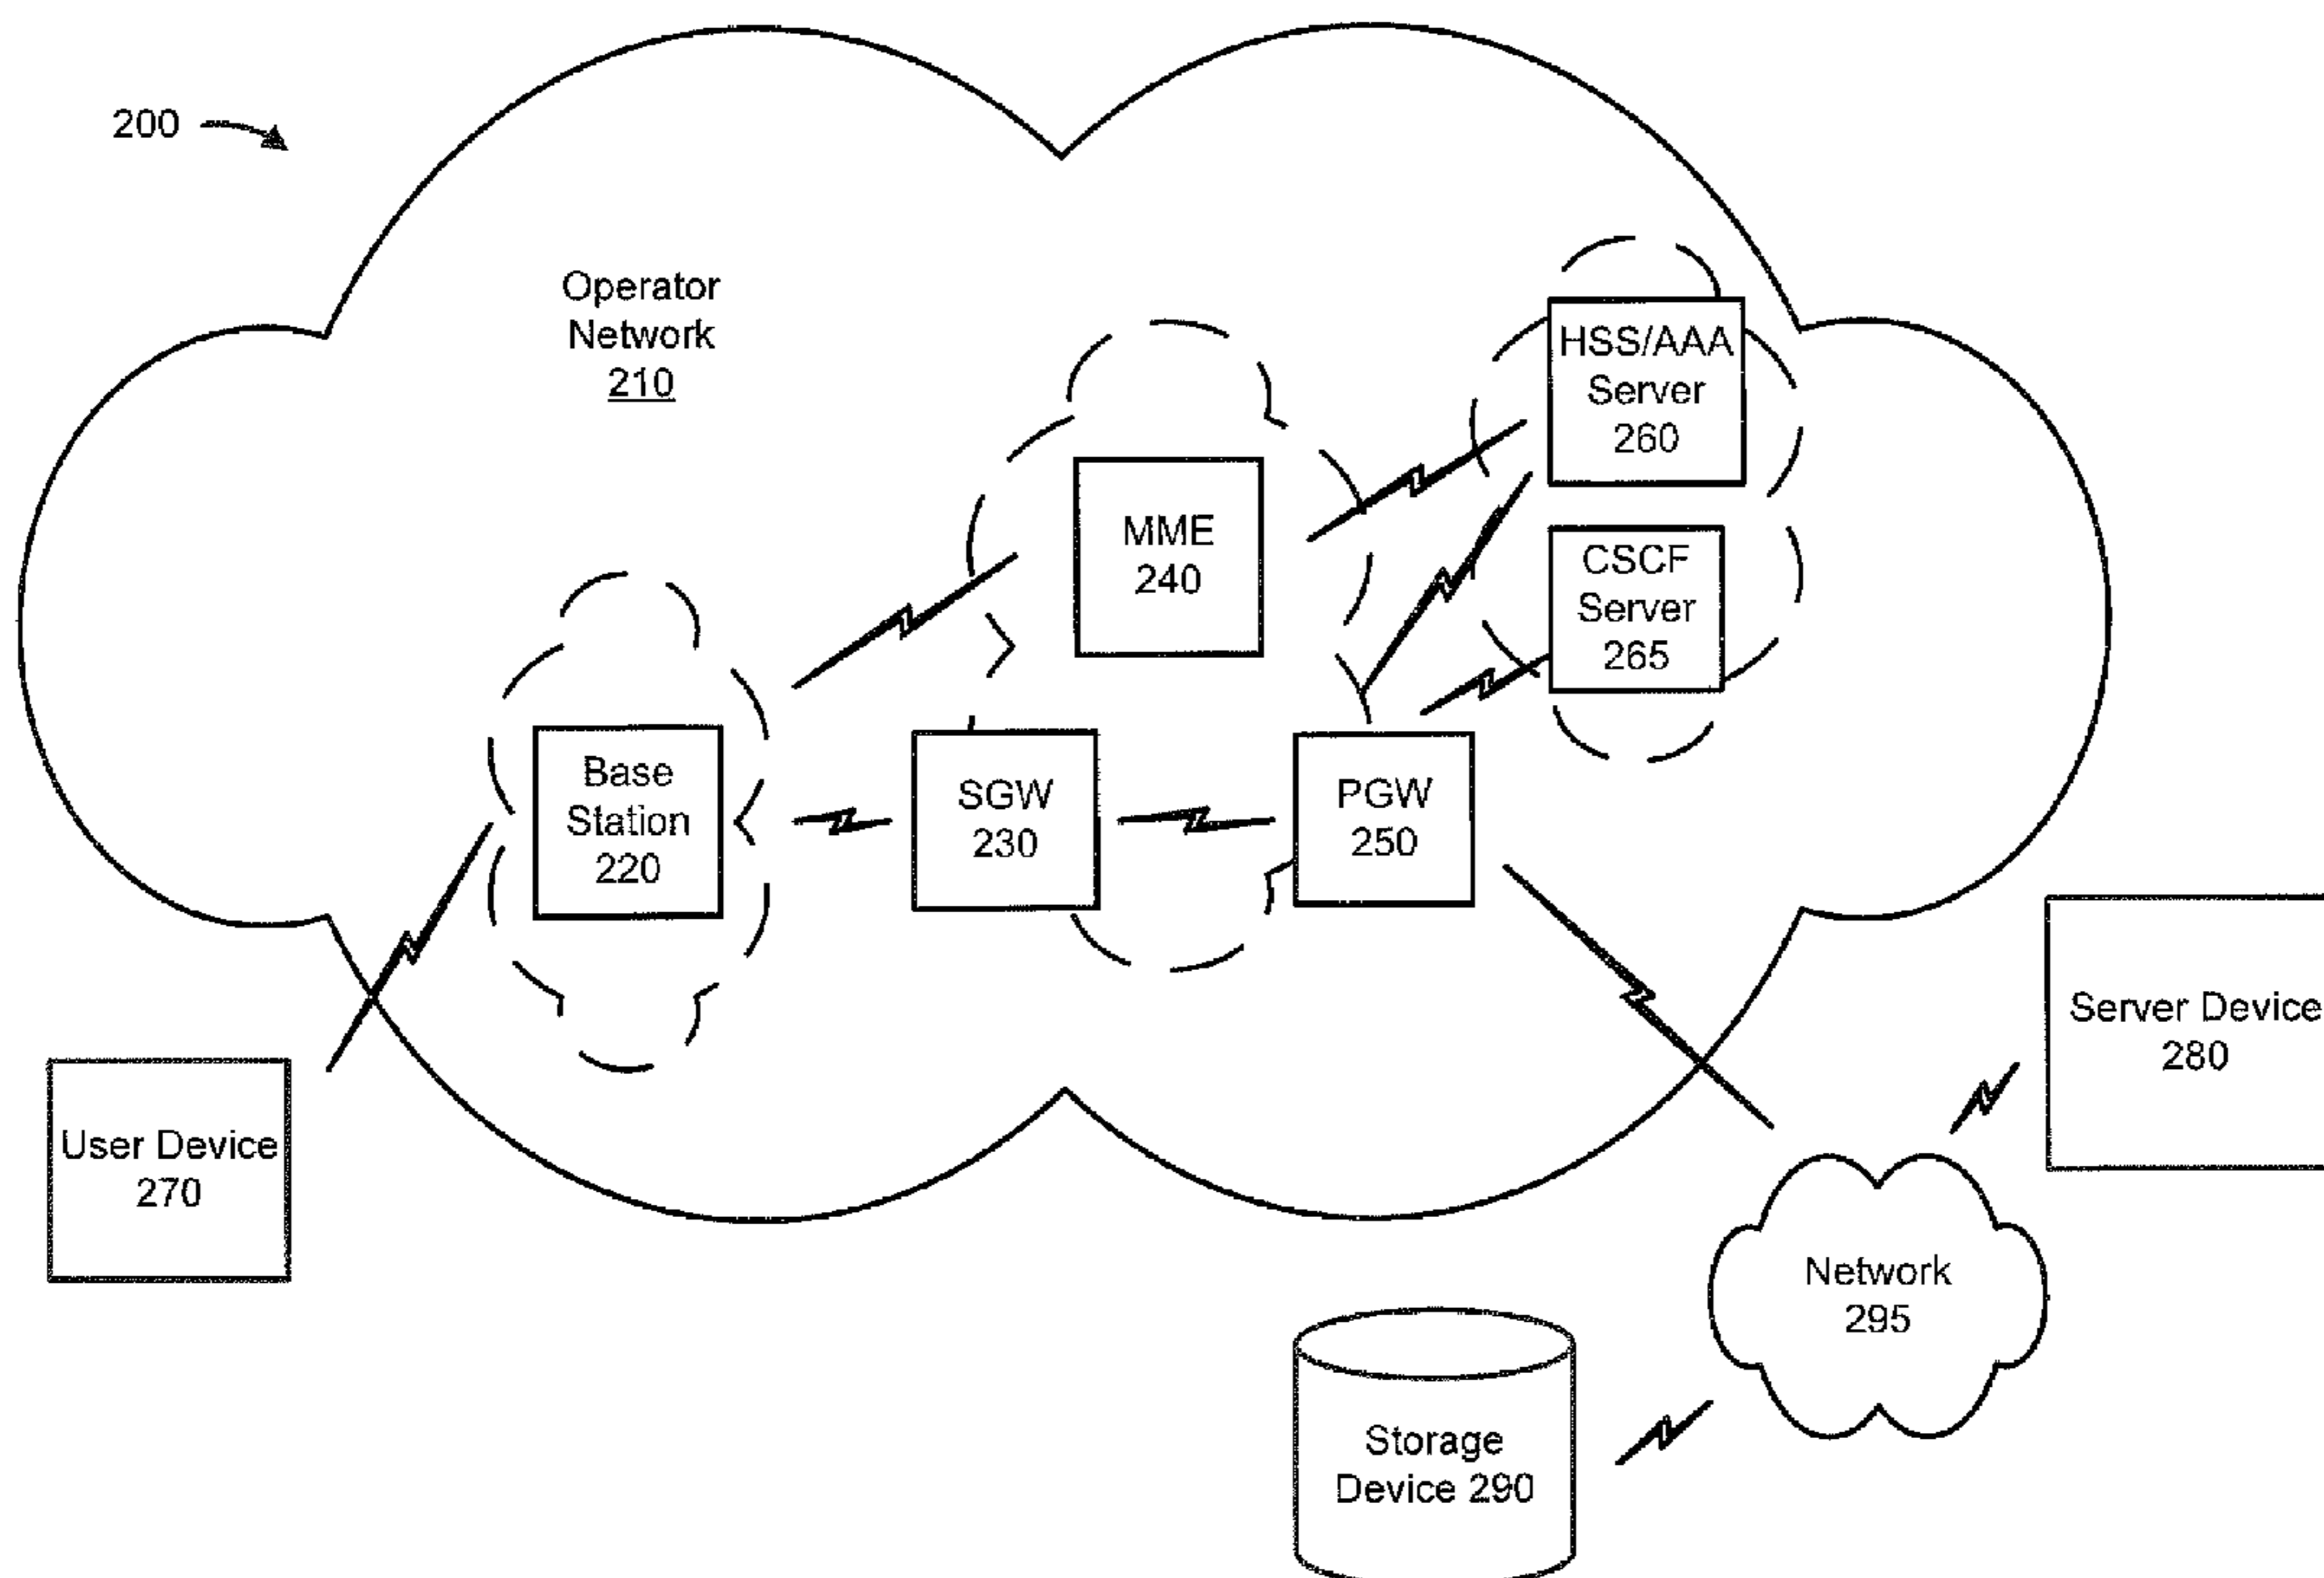 200
Operator
Network
210
HSS/AAA
Server
260
MME
240
CSCF
Server
265
Base
Station
220
SGW
230
PGW
250
Server Device
280
User Device
270
Network
295
Storage
Device 290